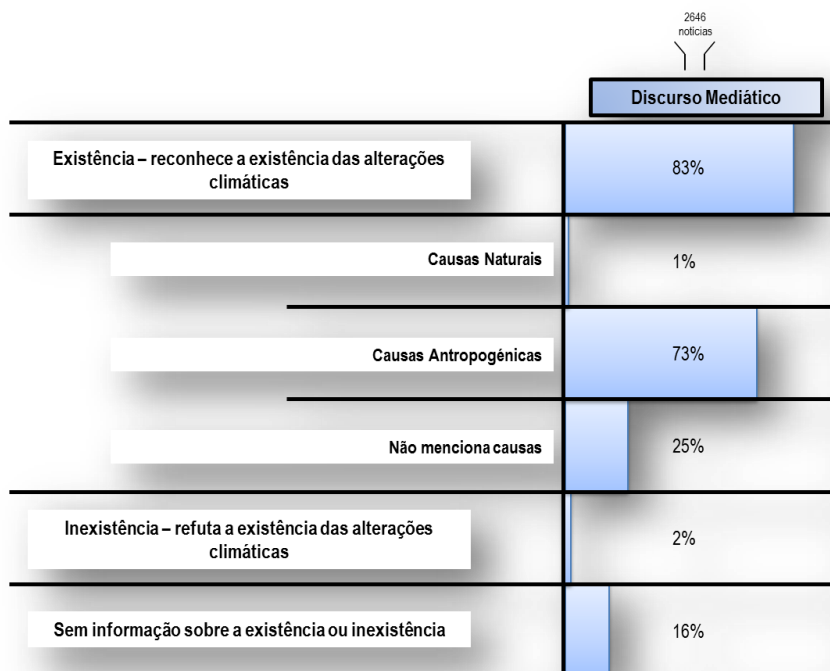 2646
notícias
Discurso Mediático
Existência – reconhece a existência das alterações
climáticas
83%
Causas Naturais
1%
Causas Antropogénicas
73%
Não menciona causas
25%
Inexistência – refuta a existência das alterações
climáticas
2%
Sem informação sobre a existência ou inexistência
16%